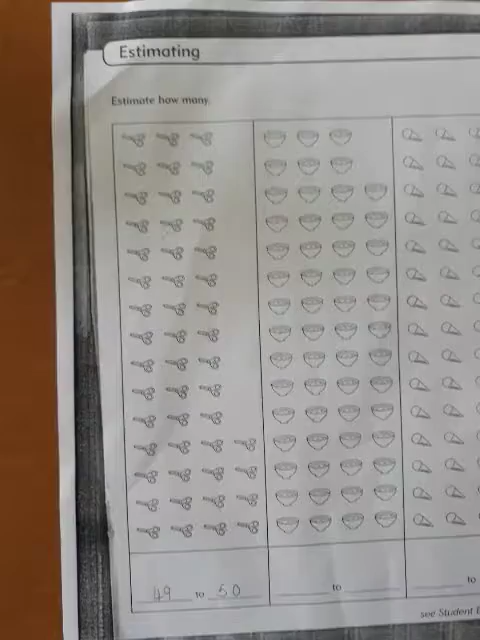 Estimating
Estimate how many.
49 to 50
to
to
see Student